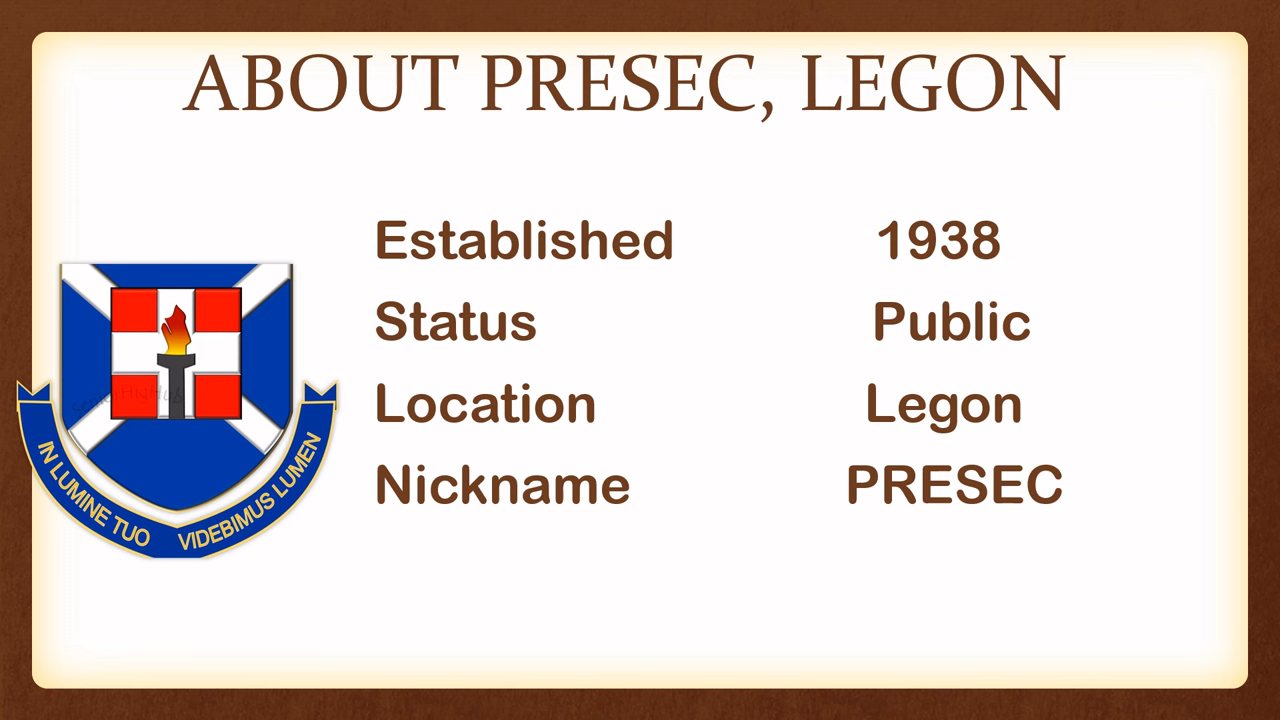 ABOUT PRESEC, LEGON
Established 1938
Status Public
Location Legon
Nickname PRESEC
IN LUMINE TUO VIDEBIMUS LUMEN